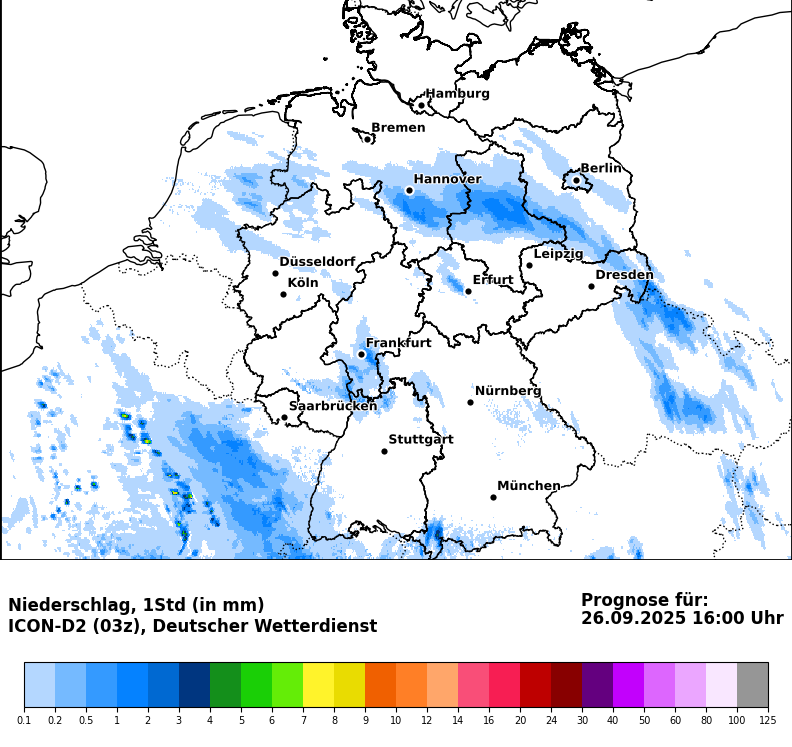 Hamburg
Bremen
Berlin
Hannover
Leipzig
Düsseldorf
Dresden
Erfurt
Köln
Frankfurt
Nürnberg
Saarbrücken
Stuttgart
München
Niederschlag, 1Std (in mm)
ICON-D2 (03z), Deutscher Wetterdienst
Prognose für:
26.09.2025 16:00 Uhr
0.1 0.2 0.5 1 2 3 4 5 6 7 8 9 10 12 14 16 20 24 30 40 50 60 80 100 125